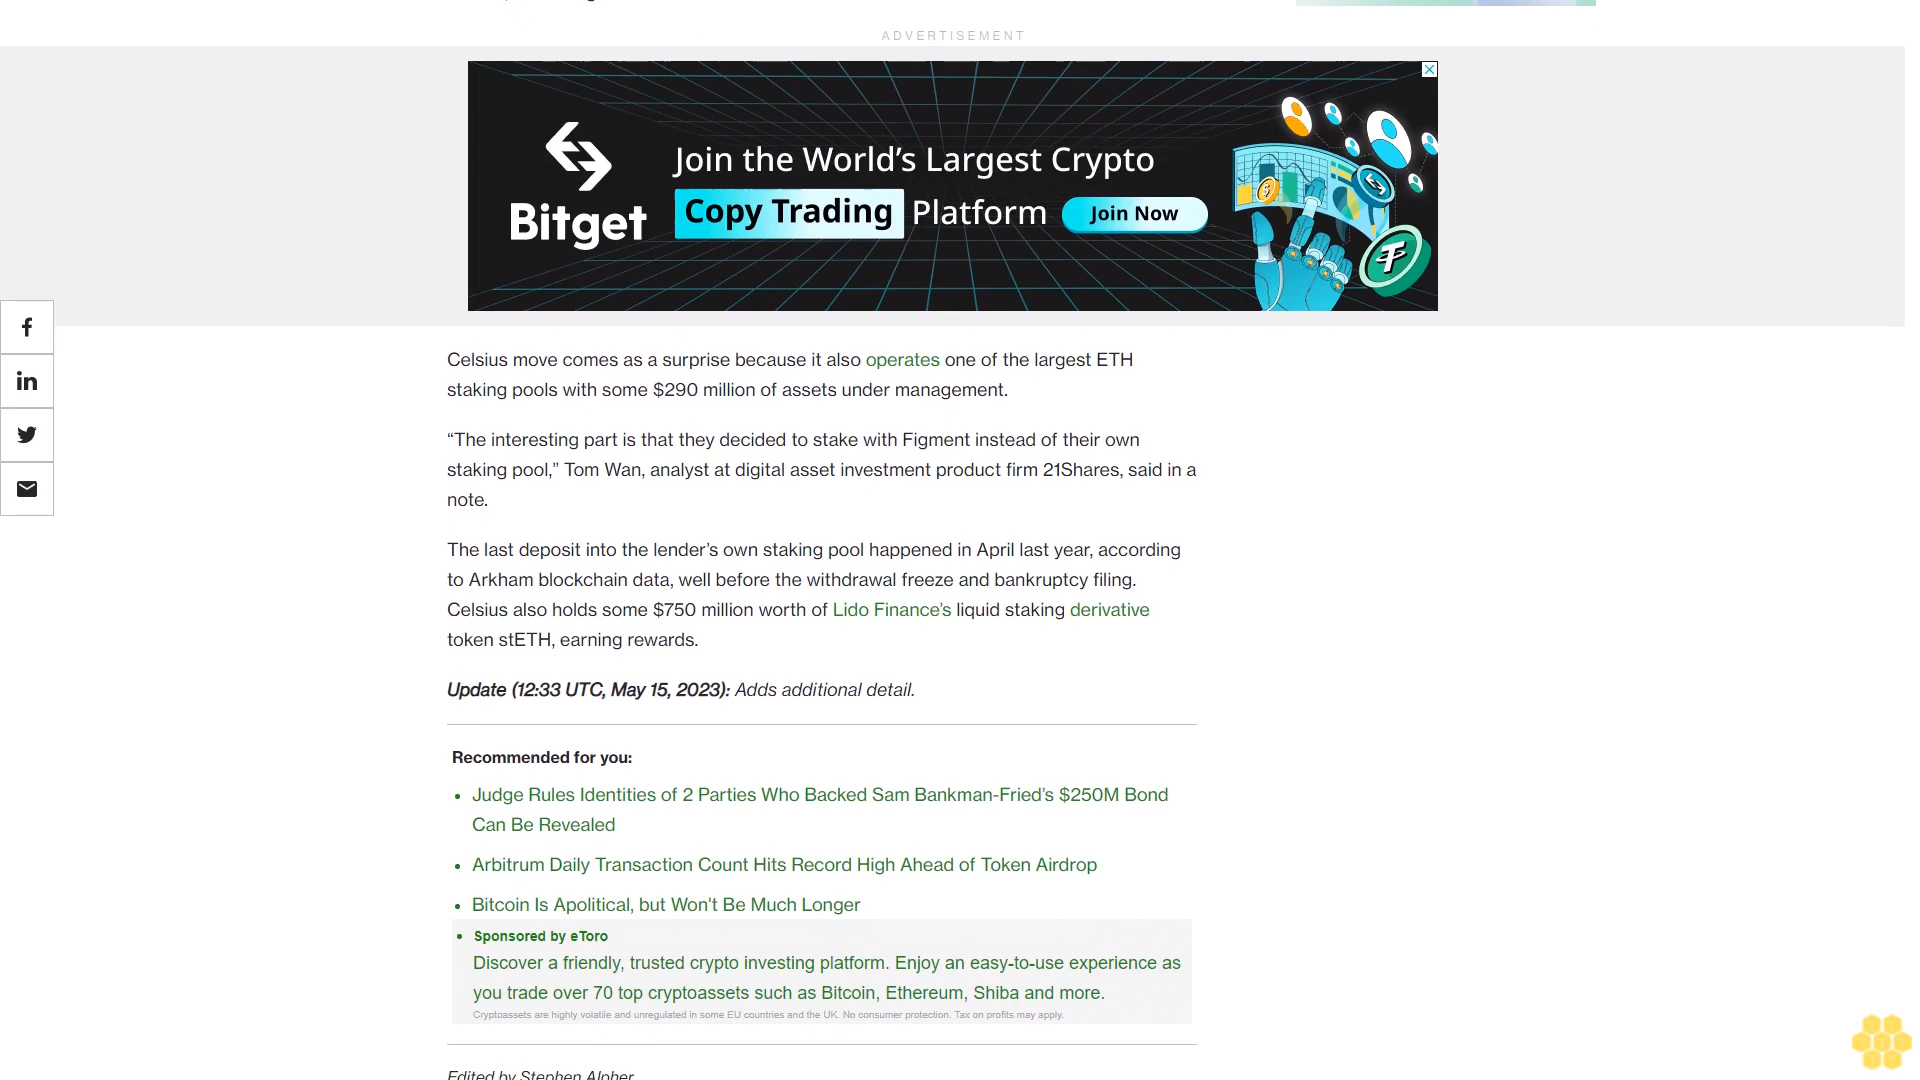 ADVERTISEMENT
Bitget
Join the World's Largest Crypto
Copy Trading Platform
Join Now
Celsius move comes as a surprise because it also operates one of the largest ETH
staking pools with some $290 million of assets under management.
“The interesting part is that they decided to stake with Figment instead of their own
staking pool,” Tom Wan, analyst at digital asset investment product firm 21Shares, said in a
note.
The last deposit into the lender’s own staking pool happened in April last year, according
to Arkham blockchain data, well before the withdrawal freeze and bankruptcy filing.
Celsius also holds some $750 million worth of Lido Finance’s liquid staking derivative
token stETH, earning rewards.
Update (12:33 UTC, May 15, 2023): Adds additional detail.
Recommended for you:
• Judge Rules Identities of 2 Parties Who Backed Sam Bankman-Fried’s $250M Bond
Can Be Revealed
• Arbitrum Daily Transaction Count Hits Record High Ahead of Token Airdrop
• Bitcoin Is Apolitical, but Won't Be Much Longer
• Sponsored by eToro
Discover a friendly, trusted crypto investing platform. Enjoy an easy-to-use experience as
you trade over 70 top cryptoassets such as Bitcoin, Ethereum, Shiba and more.
Cryptoassets are highly volatile and unregulated in some EU countries and the UK. No consumer protection. Tax on profits may apply.
Edited by Stephen Alpher